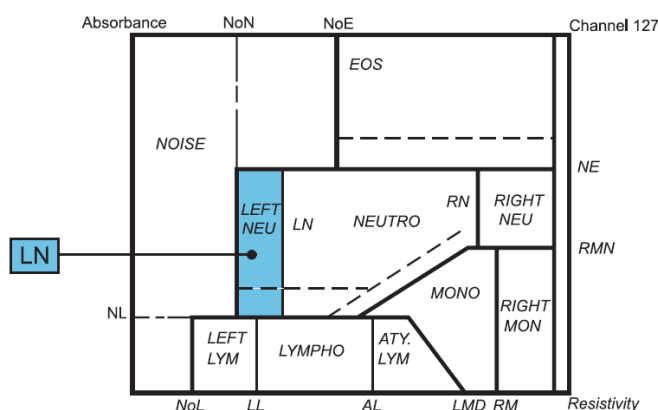 Absorbance NoN NoE Channel 127
EOS
NOISE
NE
LEFT
NEU
LN
NEUTRO
RN
RIGHT
NEU
LN
RMN
MONO
RIGHT
MON
NL
LEFT
LYM
LYMPHO
ATY.
LYM
NoL LL AL LMD RM Resistivity